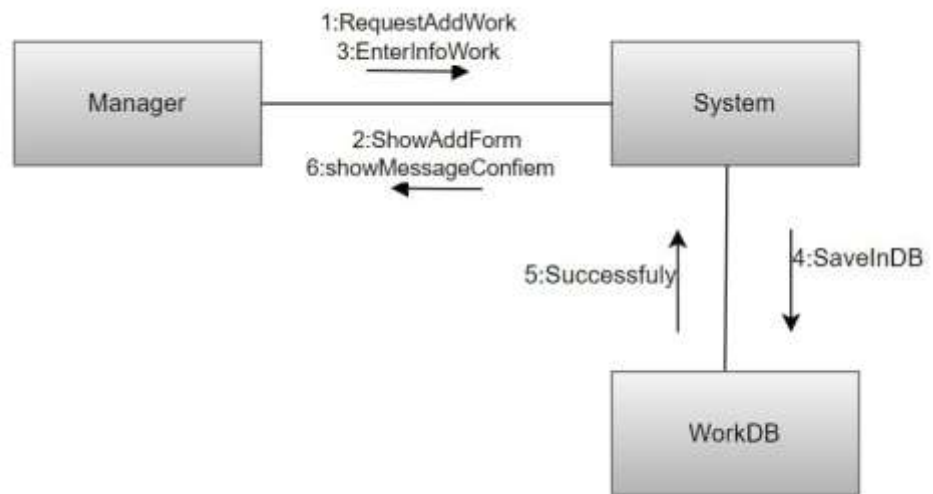 1:RequestAddWork
3:EnterInfoWork
Manager
System
2:ShowAddForm
6:showMessageConfiem
4:SaveInDB
5:Successfuly
WorkDB